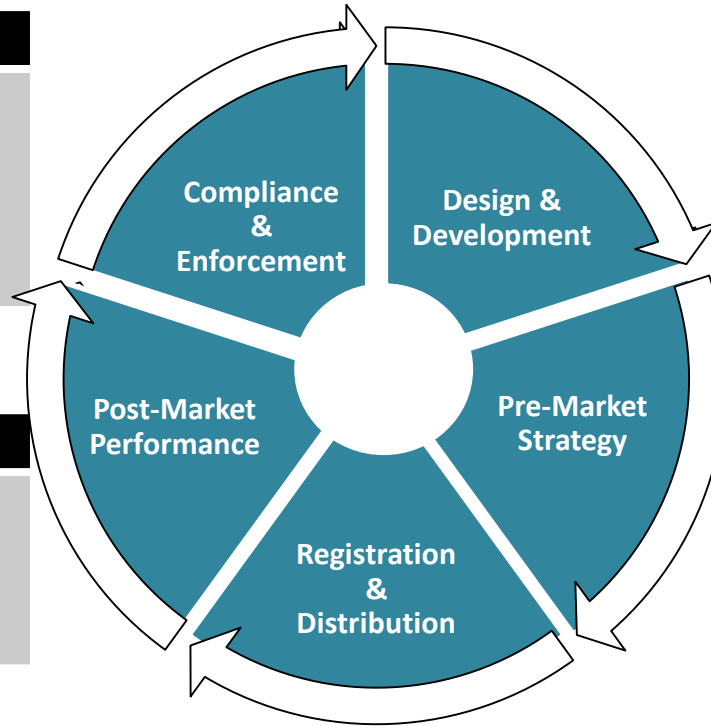 Compliance
&
Enforcement
Design &
Development
Post-Market
Performance
Pre-Market
Strategy
Registration
&
Distribution